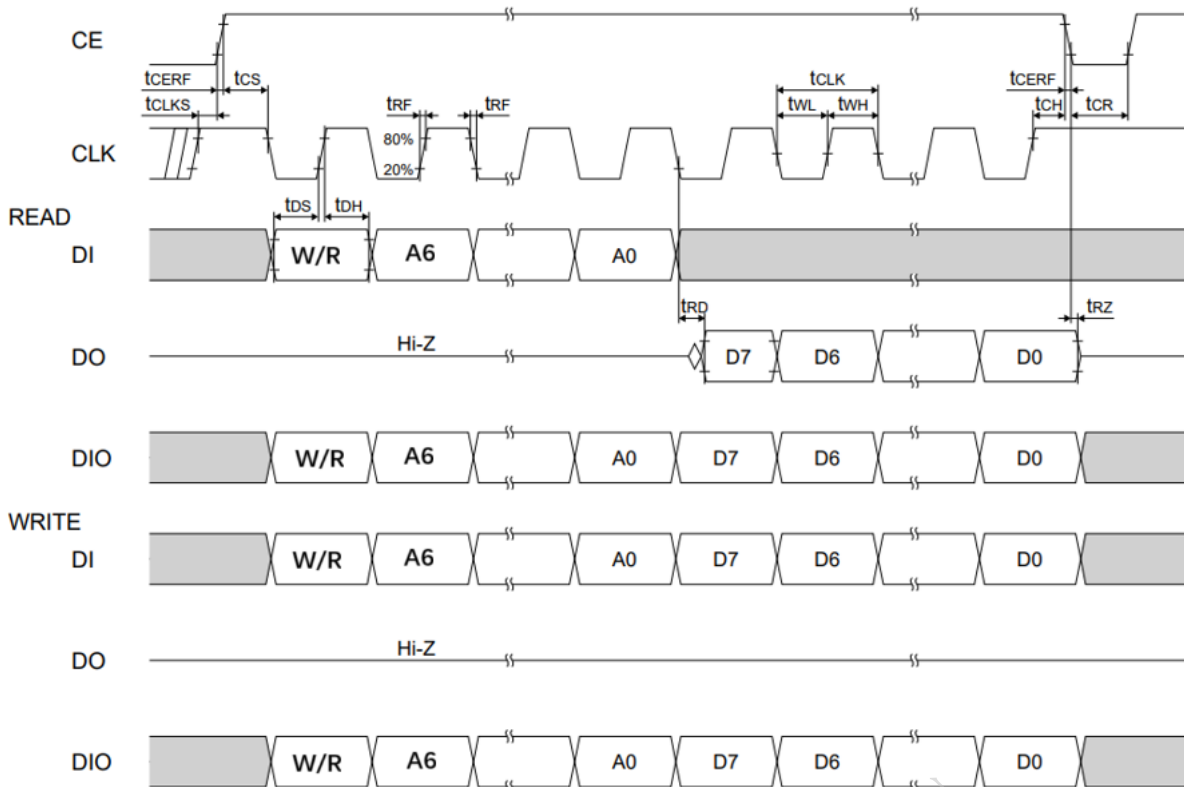 CE
tCERF tCS tCERF tCH tCR
tCLKS tRF tRF tCLK
tWL tWH
CLK 80%
20%
tDS tDH
READ
DI W/R A6 A0
tRD tRZ
DO Hi-Z D7 D6 D0
DIO W/R A6 A0 D7 D6 D0
WRITE
DI W/R A6 A0 D7 D6 D0
DO Hi-Z
DIO W/R A6 A0 D7 D6 D0